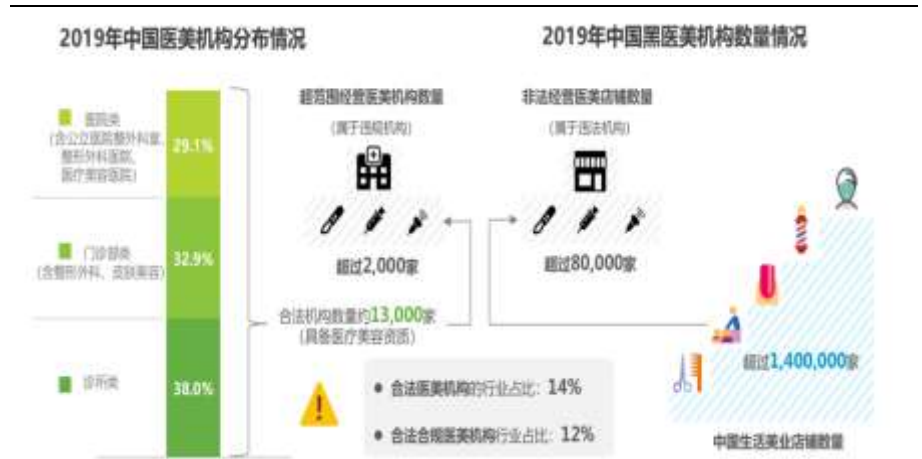 2019年中国医美机构分布情况
2019年中国黑医美机构数量情况
医院类
(含公立医院整外科室、
整形外科医院、
医疗美容医院)
29.1%
门诊部类
(含整形外科、皮肤美容)
32.9%
诊所类
38.0%
超范围经营医美机构数量
(属于违规机构)
超过2,000家
非法经营医美店铺数量
(属于违法机构)
超过80,000家
合法机构数量约13,000家
(具备医疗美容资质)
合法医美机构的行业占比：14%
合法合规医美机构行业占比：12%
超过1,400,000家
中国生活美业店铺数量